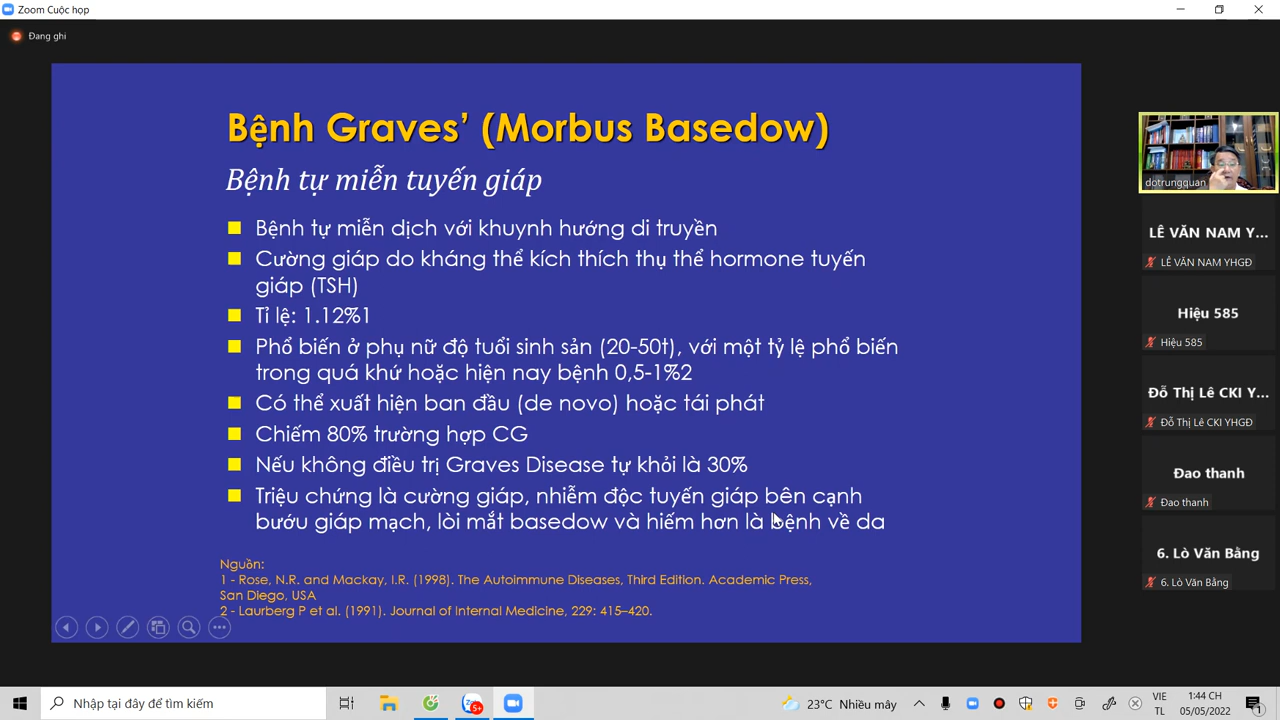 Zoom Cuộc họp
Đang ghi
Bệnh Graves’ (Morbus Basedow)
Bệnh tự miễn tuyến giáp
Bệnh tự miễn dịch với khuynh hướng di truyền
Cường giáp do kháng thể kích thích thụ thể hormone tuyến
giáp (TSH)
Tỉ lệ: 1.12%1
Phổ biến ở phụ nữ độ tuổi sinh sản (20-50t), với một tỷ lệ phổ biến
trong quá khứ hoặc hiện nay bệnh 0,5-1%2
Có thể xuất hiện ban đầu (de novo) hoặc tái phát
Chiếm 80% trường hợp CG
Nếu không điều trị Graves Disease tự khỏi là 30%
Triệu chứng là cường giáp, nhiễm độc tuyến giáp bên cạnh
bướu giáp mạch, lòi mắt basedow và hiếm hơn là bệnh về da
Nguồn:
1 - Rose, N.R. and Mackay, I.R. (1998). The Autoimmune Diseases, Third Edition. Academic Press,
San Diego, USA
2 - Laurberg P et al. (1991). Journal of Internal Medicine, 229: 415–420.
dotrungquan
LÊ VĂN NAM Y...
LÊ VĂN NAM YHGĐ
Hiệu 585
Hiệu 585
Đỗ Thị Lê CKI Y...
Đỗ Thị Lê CKI YHGĐ
Đao thanh
Đao thanh
6. Lò Văn Bằng
6. Lò Văn Bằng
Nhập tại đây để tìm kiếm
5+
23°C Nhiều mây
VIE
TL
1:44 CH
05/05/2022
1